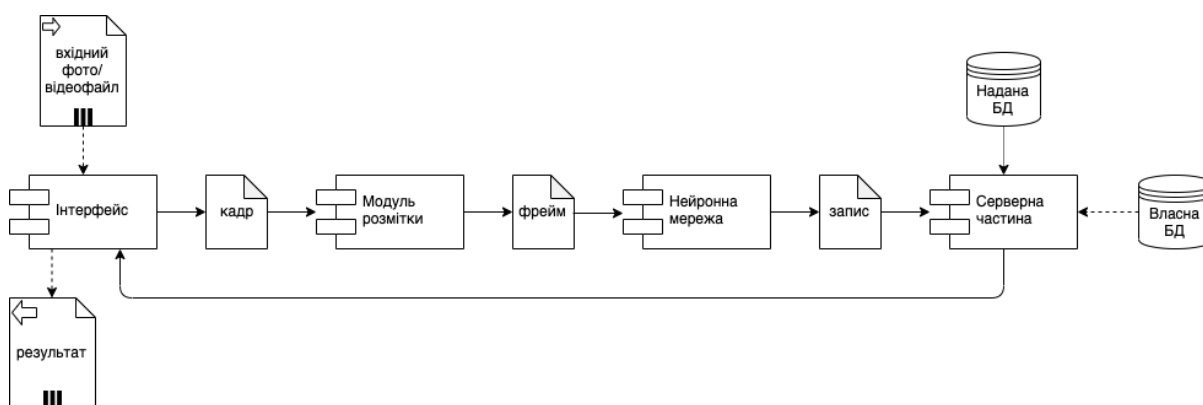 вхідний
фото/
відеофайл
Надана
БД
Інтерфейс
кадр
Модуль
розмітки
фрейм
Нейронна
мережа
запис
Серверна
частина
Власна
БД
результат